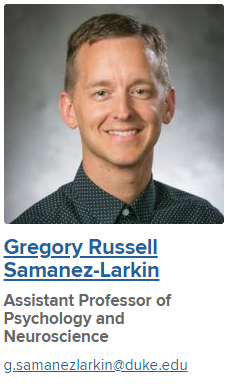 Gregory Russell
Samanez-Larkin
Assistant Professor of
Psychology and
Neuroscience
g.samanezlarkin@duke.edu